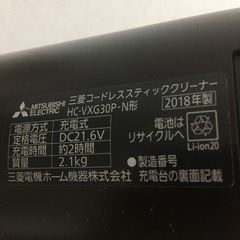 MITSUBISHI ELECTRIC
三菱コードレススティッククリーナー
HC-VXG30P-N形
電源方式 充電式
定格電圧 DC21.6V
充電時間 約2時間
質量 2.1kg
2018年製
電池は
リサイクルへ
Li-ion20
●製造番号
充電台の裏面記載
三菱電機ホーム機器株式会社